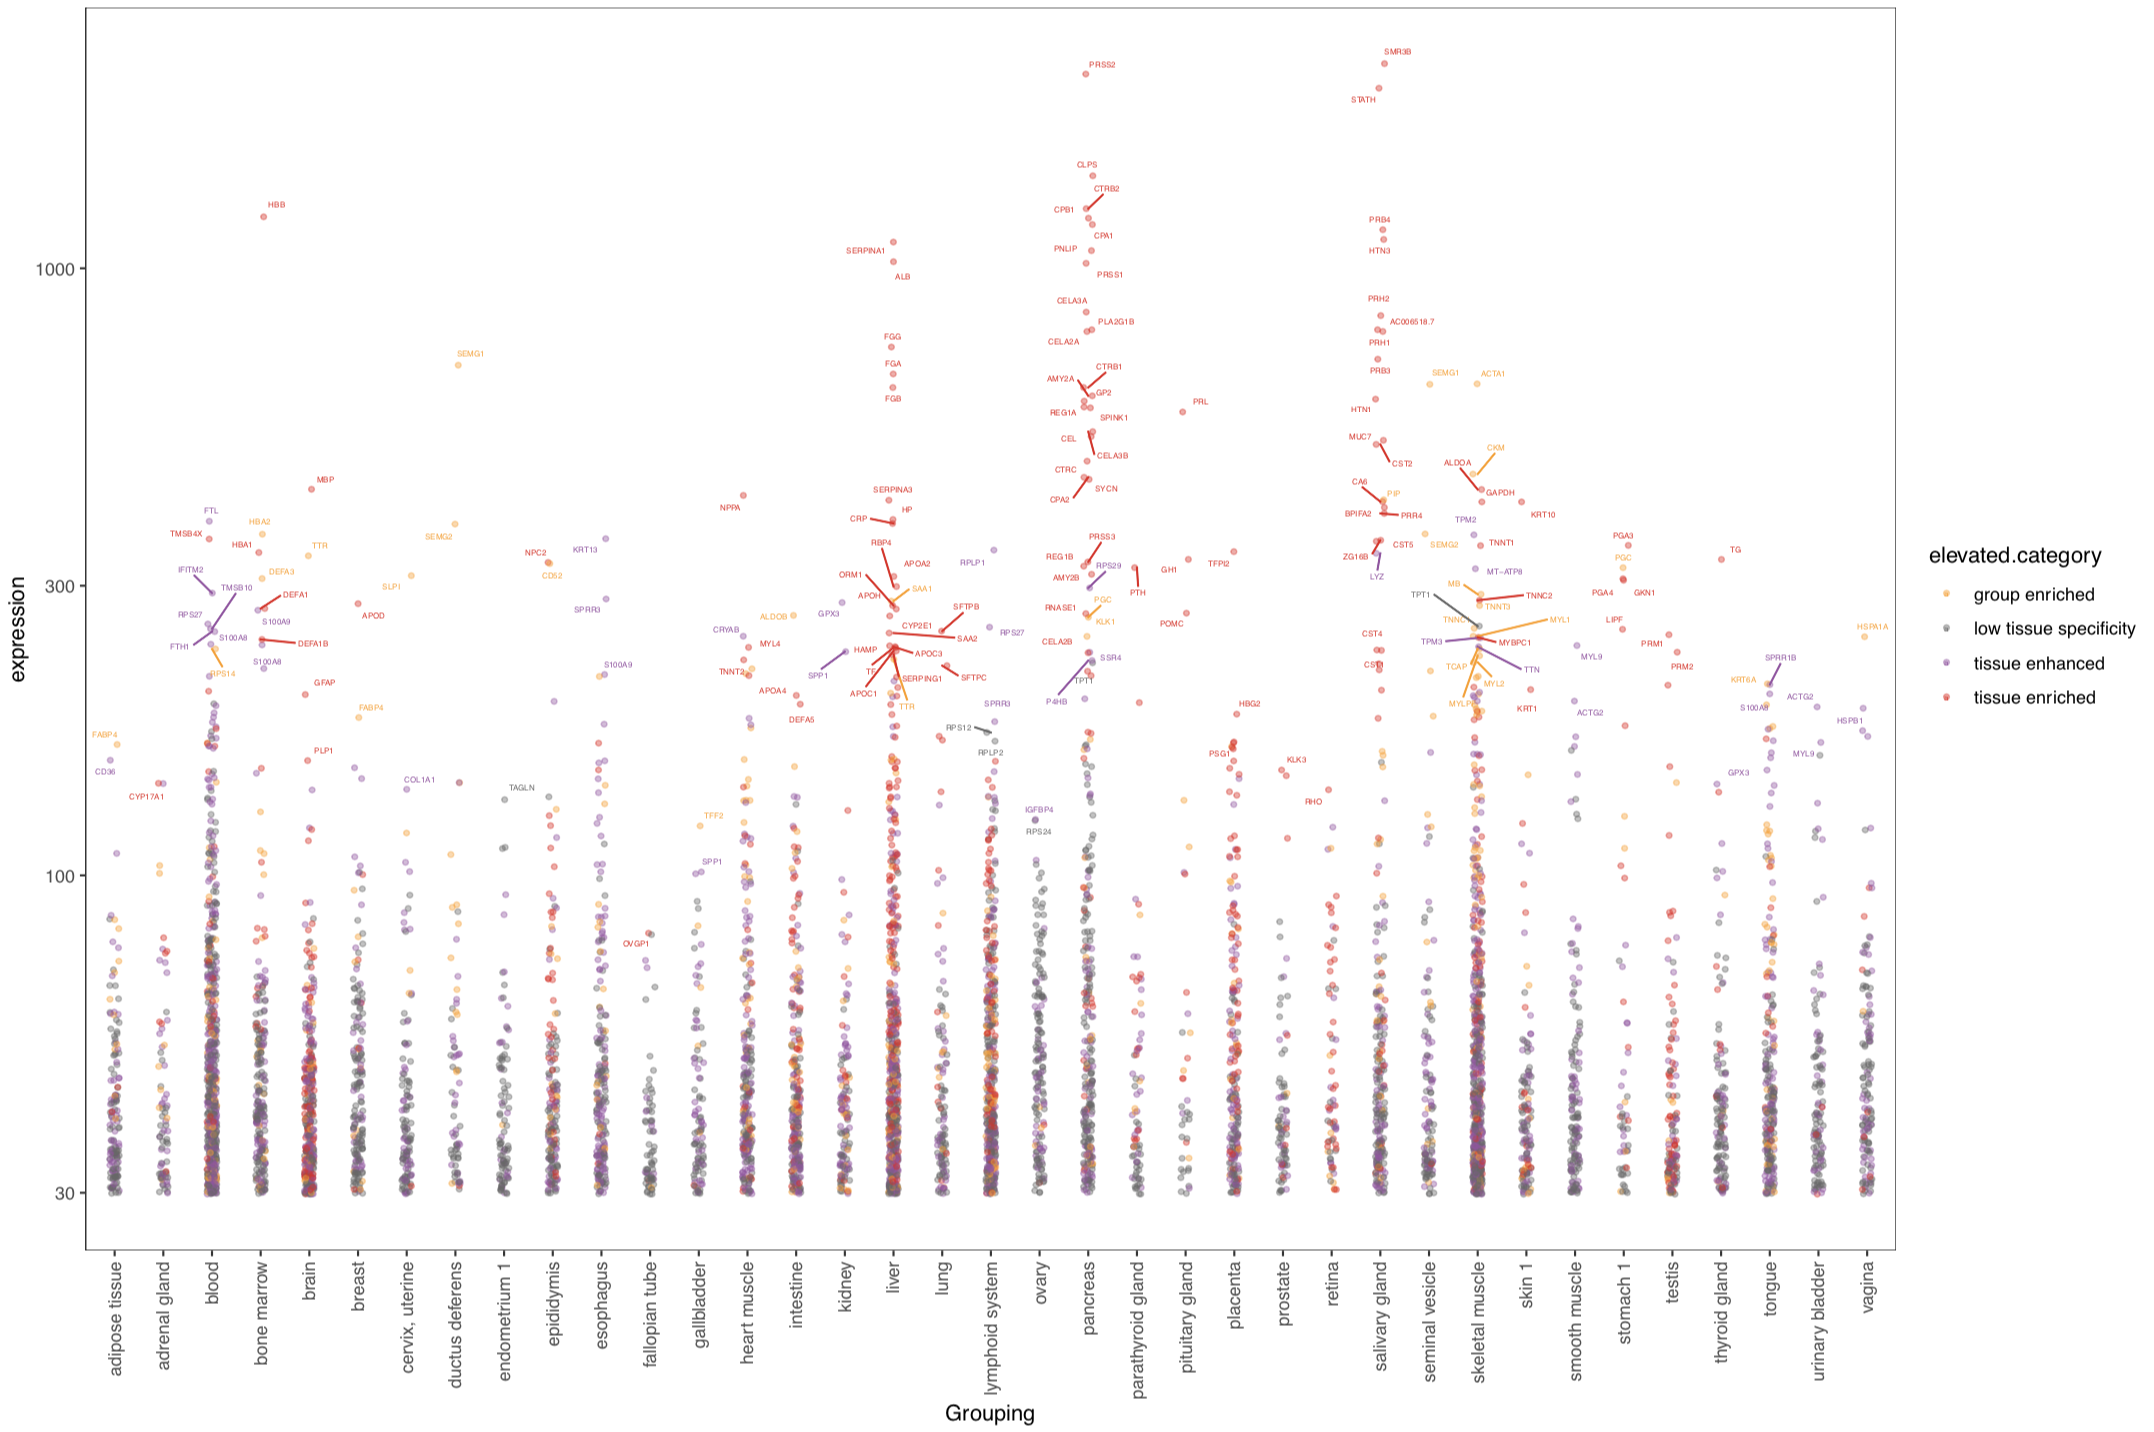 SMR3B
PRSS2
STATH
CLPS
CTRB2
HBB
CPB1
PRB4
CPA1
SERPINA1
PNLIP
HTN3
1000
ALB
PRSS1
CELA3A
PRH2
PLA2G1B
AC006518.7
FGG
CELA2A
PRH1
SEMG1
FGA
CTRB1
PRB3
SEMG1
ACTA1
AMY2A
GP2
FGB
PRL
REG1A
SPINK1
HTN1
CEL
MUC7
CKM
CELA3B
CST2
ALDOA
CTRC
MBP
CA6
SERPINA3
SYCN
PIP
GAPDH
CPA2
NPPA
HP
BPIFA2
PRR4
KRT10
FTL
HBA2
CRP
TPM2
TMSB4X
SEMG2
PRSS3
PGA3
HBA1
TTR
NPC2
KRT13
RBP4
CST5
SEMG2
TNNT1
TG
REG1B
ZG16B
PGC
IFITM2
DEFA3
CD52
APOA2
RPLP1
RPS29
GH1
TFPI2
MT-ATP8
ORM1
AMY2B
LYZ
300
TMSB10
SLPI
SAA1
MB
DEFA1
APOH
PTH
TPT1
TNNC2
PGA4
GKN1
PGC
SFTPB
RNASE1
TNNT3
RPS27
APOD
SPRR3
GPX3
ALDOB
S100A9
KLK1
POMC
TNNC1
MYL1
LIPF
CYP2E1
RPS27
HSPA1A
S100A8
CRYAB
CST4
FTH1
DEFA1B
MYL4
SAA2
CELA2B
TPM3
MYBPC1
PRM1
HAMP
APOC3
SSR4
MYL9
SPRR1B
S100A8
S100A9
CST1
TCAP
TTN
PRM2
RPS14
TNNT2
TF
SERPING1
SFTPC
TPT1
KRT6A
GFAP
SPP1
MYL2
APOA4
APOC1
P4HB
ACTG2
FABP4
TTR
SPRR3
HBG2
MYLPF
KRT1
S100A8
DEFA5
ACTG2
HSPB1
FABP4
RPS12
PLP1
RPLP2
PSG1
KLK3
MYL9
CD36
COL1A1
GPX3
CYP17A1
TAGLN
RHO
IGFBP4
TFF2
RPS24
SPP1
100
OVGP1
30
expression
adipose tissue
adrenal gland
blood
bone marrow
brain
breast
cervix, uterine
ductus deferens
endometrium 1
epididymis
esophagus
fallopian tube
gallbladder
heart muscle
intestine
kidney
liver
lung
lymphoid system
ovary
pancreas
parathyroid gland
pituitary gland
placenta
prostate
retina
salivary gland
seminal vesicle
skeletal muscle
skin 1
smooth muscle
stomach 1
testis
thyroid gland
tongue
urinary bladder
vagina
Grouping
elevated.category
group enriched
low tissue specificity
tissue enhanced
tissue enriched